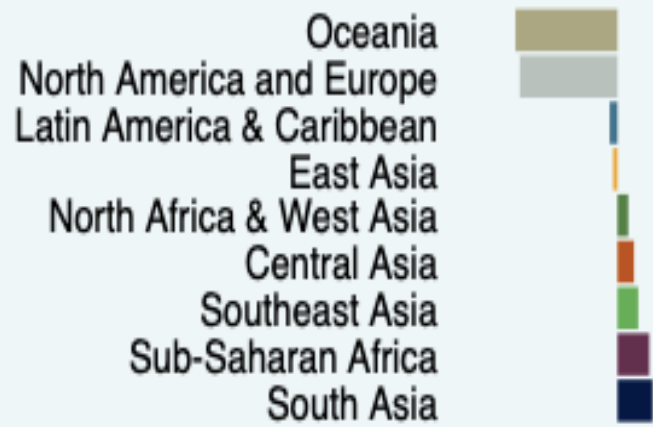 Oceania
North America and Europe
Latin America & Caribbean
East Asia
North Africa & West Asia
Central Asia
Southeast Asia
Sub-Saharan Africa
South Asia